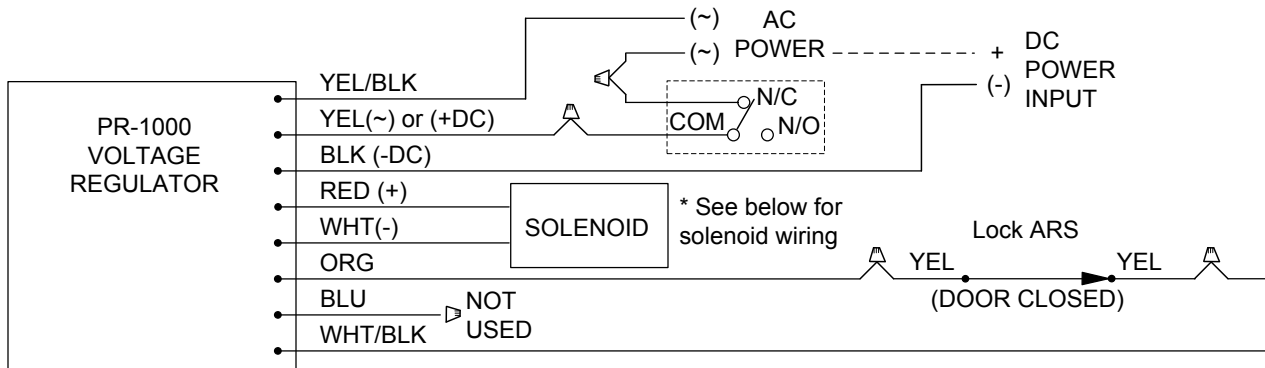 PR-1000
VOLTAGE
REGULATOR
YEL/BLK
YEL(~) or (+DC)
BLK (-DC)
RED (+)
WHT(-)
ORG
BLU
WHT/BLK
(~)
(~)
AC
POWER
+
(-)
DC
POWER
INPUT
N/C
COM
N/O
SOLENOID
* See below for
solenoid wiring
NOT
USED
Lock ARS
YEL
YEL
(DOOR CLOSED)